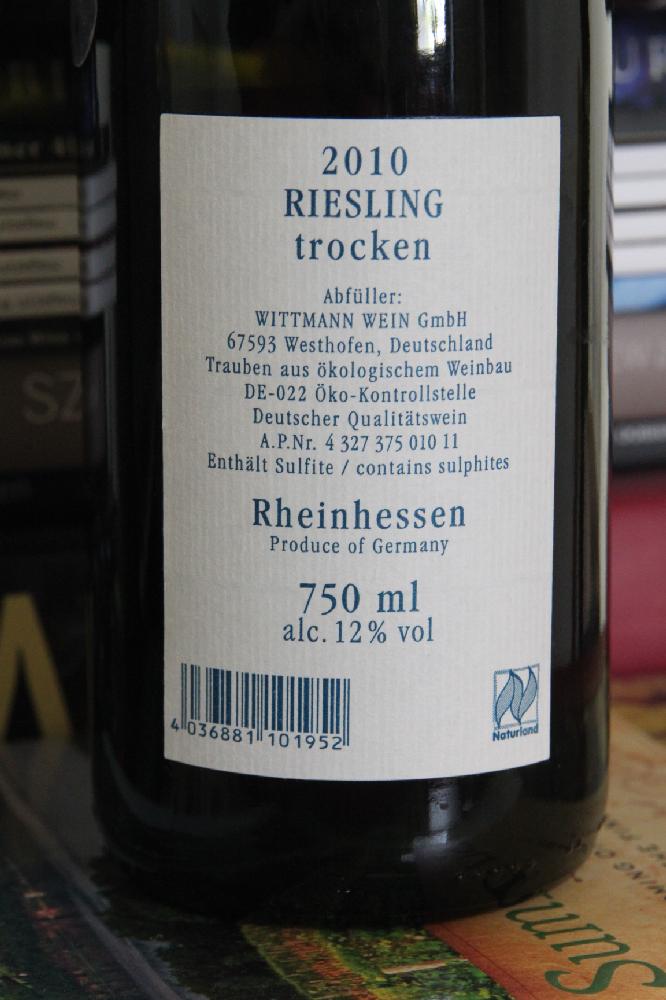 2010
RIESLING
trocken
Abfüller:
WITTMANN WEIN GmbH
67593 Westhofen, Deutschland
Trauben aus ökologischem Weinbau
DE-022 Öko-Kontrollstelle
Deutscher Qualitätswein
A.P.Nr. 4 327 375 010 11
Enthält Sulfite / contains sulphites
Rheinhessen
Produce of Germany
750 ml
alc. 12% vol
4 036881 101952
Naturland
SZ